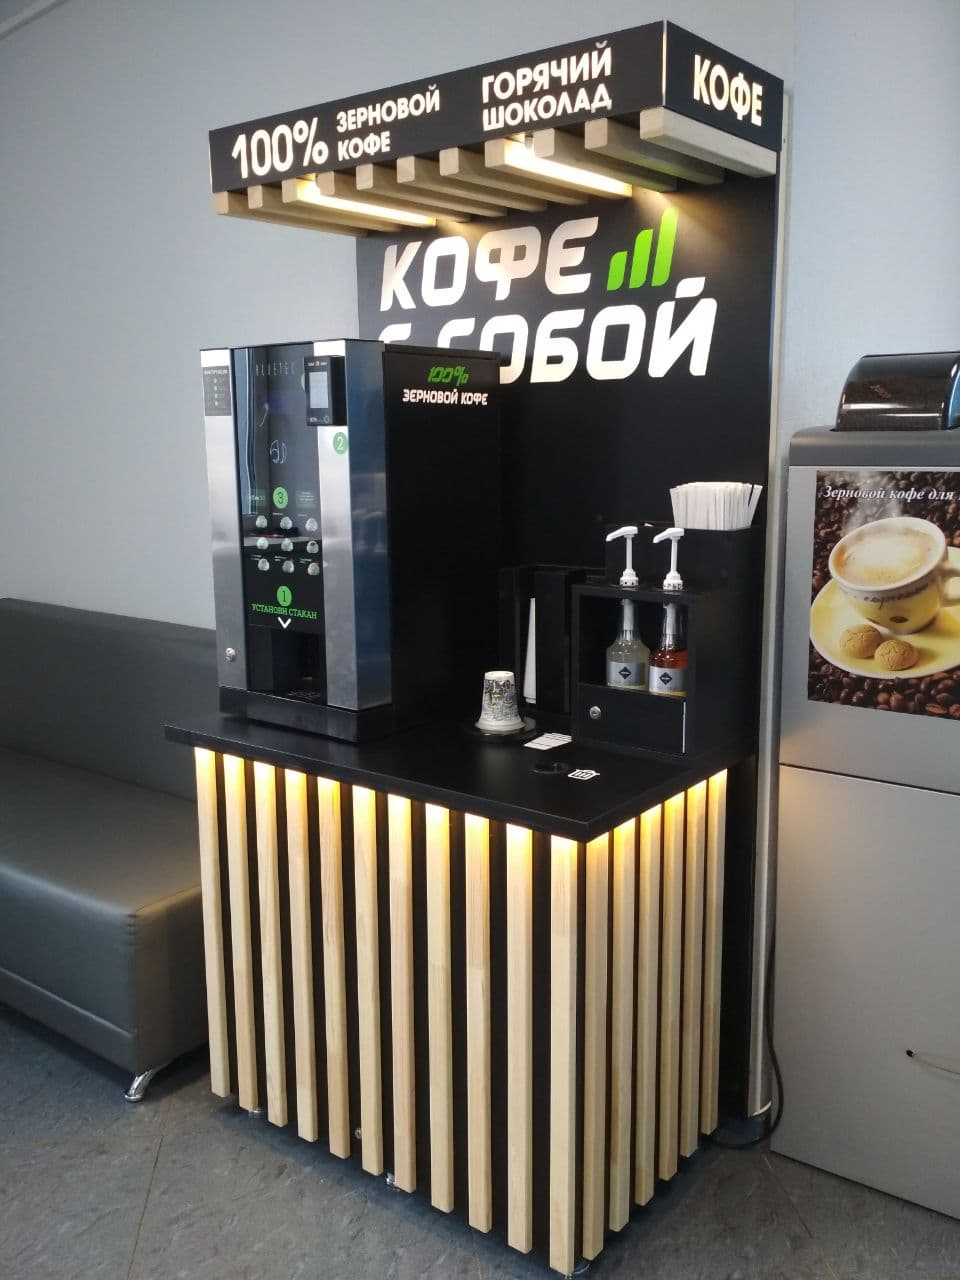 100%
ЗЕРНОВОЙ
КОФЕ
ГОРЯЧИЙ
ШОКОЛАД
КОФЕ
КОФЕ
С СОБОЙ
100%
ЗЕРНОВОЙ КОФЕ
2
3
1
УСТАНОВИ СТАКАН
Зерновой кофе для
espresso